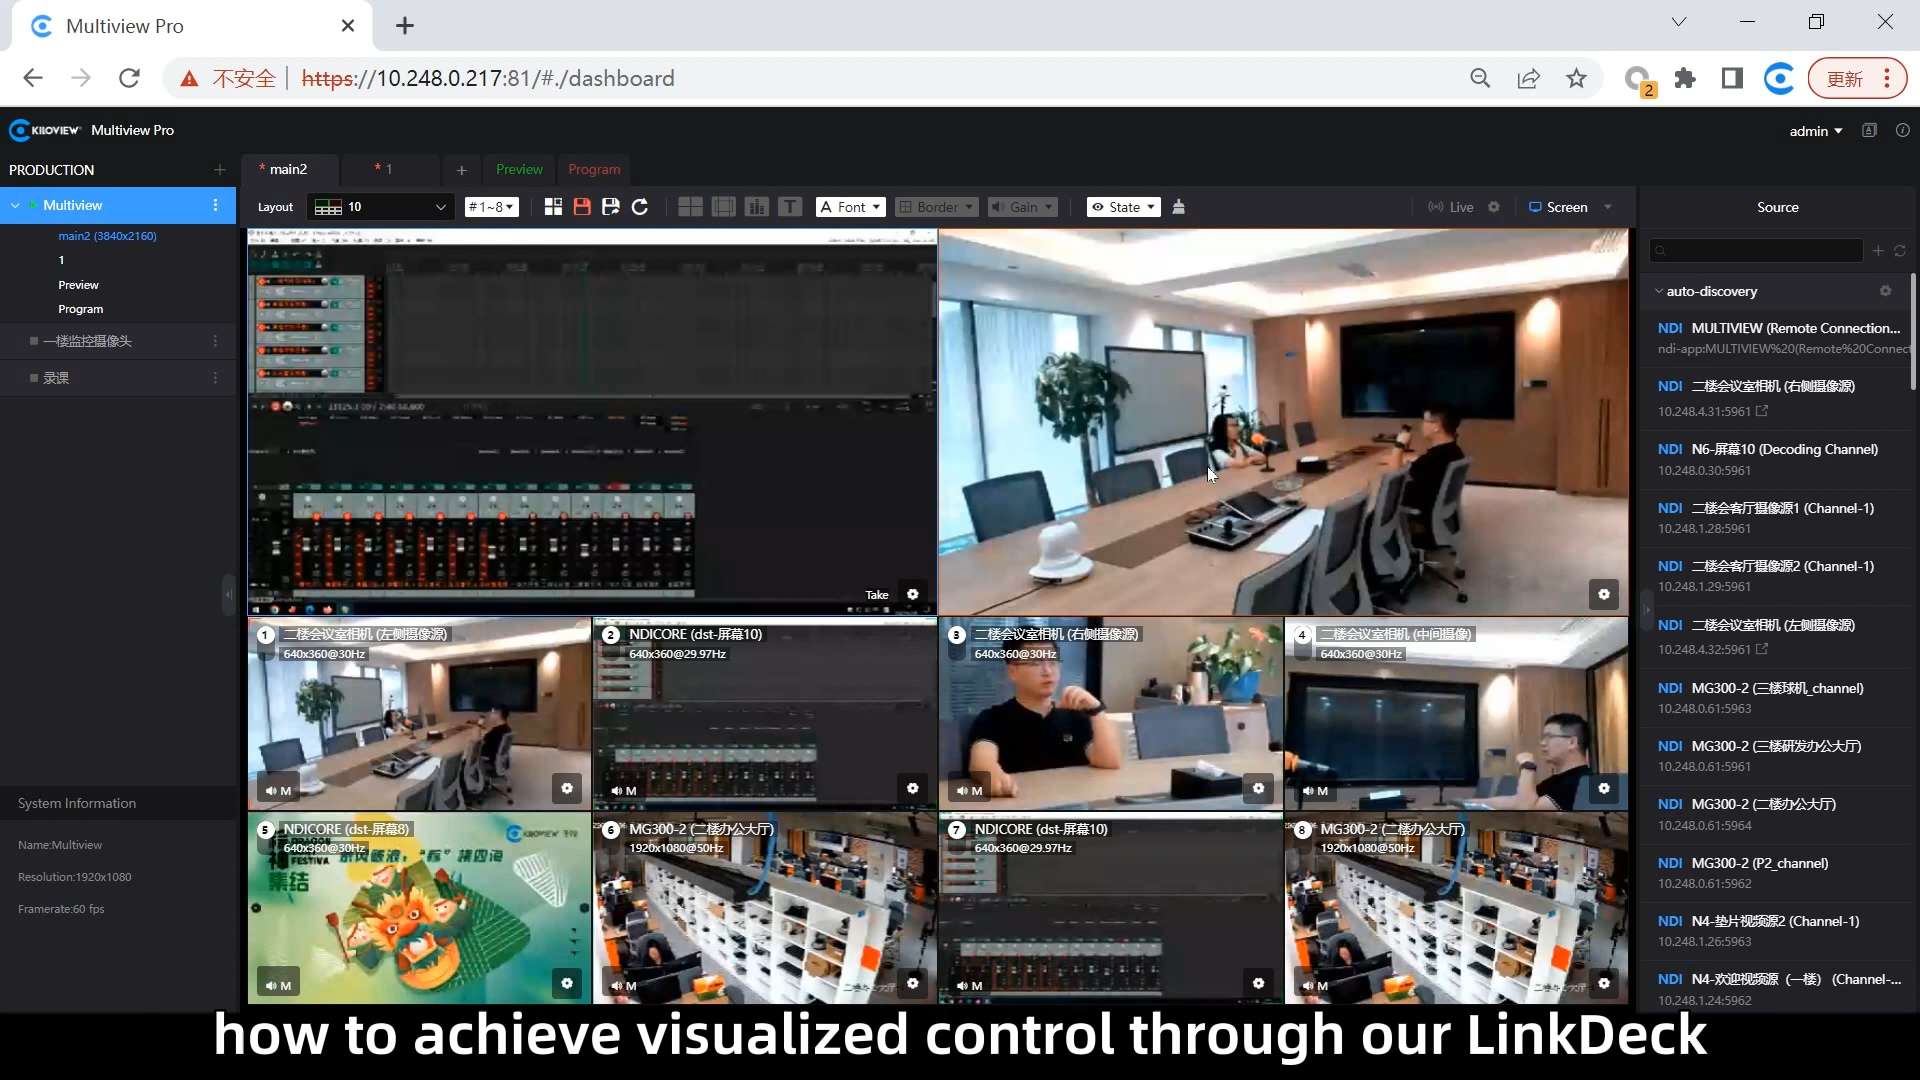 Multiview Pro
不安全 https://10.248.0.217:81/#./dashboard
2
更新
KILOVIEW Multiview Pro
admin
PRODUCTION
* main2
* 1
Preview
Program
Multiview
Layout
10
#1~8
A Font
Border
Gain
State
Live
Screen
Source
main2 (3840x2160)
1
Preview
Program
一楼监控摄像头
录课
System Information
Name:Multiview
Resolution:1920x1080
Framerate:60 fps
Take
1 二楼会议室相机 (左侧摄像源)
640x360@30Hz
M
2 NDICORE (dst-屏幕10)
640x360@29.97Hz
M
3 二楼会议室相机 (右侧摄像源)
640x360@30Hz
M
4 二楼会议室相机 (中间摄像)
640x360@30Hz
M
5 NDICORE (dst-屏幕8)
640x360@30Hz
集结
M
6 MG300-2 (二楼办公大厅)
1920x1080@50Hz
M
7 NDICORE (dst-屏幕10)
640x360@29.97Hz
M
8 MG300-2 (二楼办公大厅)
1920x1080@50Hz
M
auto-discovery
NDI MULTIVIEW (Remote Connection...
ndi-app:MULTIVIEW%20(Remote%20Connect
NDI 二楼会议室相机 (右侧摄像源)
10.248.4.31:5961
NDI N6-屏幕10 (Decoding Channel)
10.248.0.30:5961
NDI 二楼会客厅摄像源1 (Channel-1)
10.248.1.28:5961
NDI 二楼会客厅摄像源2 (Channel-1)
10.248.1.29:5961
NDI 二楼会议室相机 (左侧摄像源)
10.248.4.32:5961
NDI MG300-2 (三楼球机_channel)
10.248.0.61:5963
NDI MG300-2 (三楼研发办公大厅)
10.248.0.61:5961
NDI MG300-2 (二楼办公大厅)
10.248.0.61:5964
NDI MG300-2 (P2_channel)
10.248.0.61:5962
NDI N4-垫片视频源2 (Channel-1)
10.248.1.26:5963
NDI N4-欢迎视频源（一楼） (Channel-...
10.248.1.24:5962
how to achieve visualized control through our LinkDeck